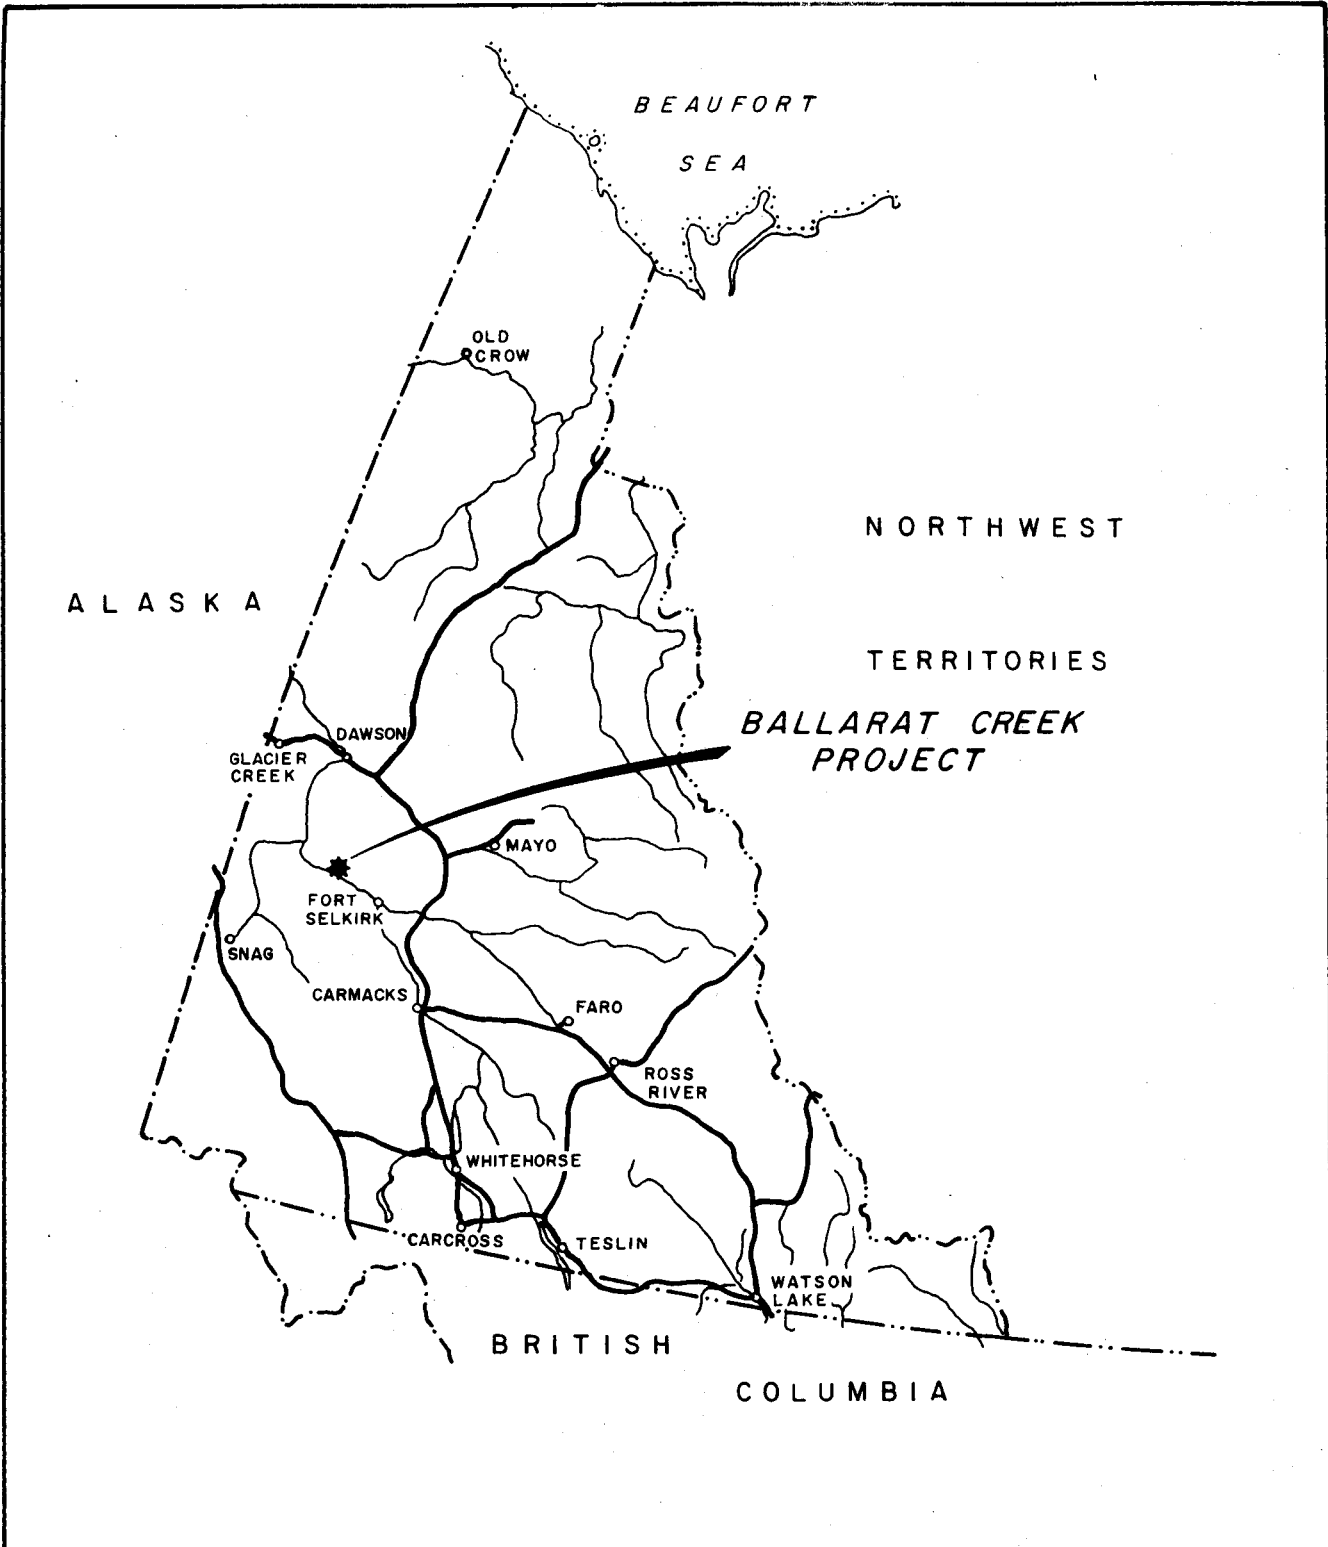 BEAUFORT
SEA
OLD
CROW
NORTHWEST
ALASKA
TERRITORIES
BALLARAT CREEK
PROJECT
DAWSON
GLACIER
CREEK
MAYO
FORT
SELKIRK
SNAG
CARMACKS
FARO
ROSS
RIVER
WHITEHORSE
CARCROSS
TESLIN
WATSON
LAKE
BRITISH
COLUMBIA